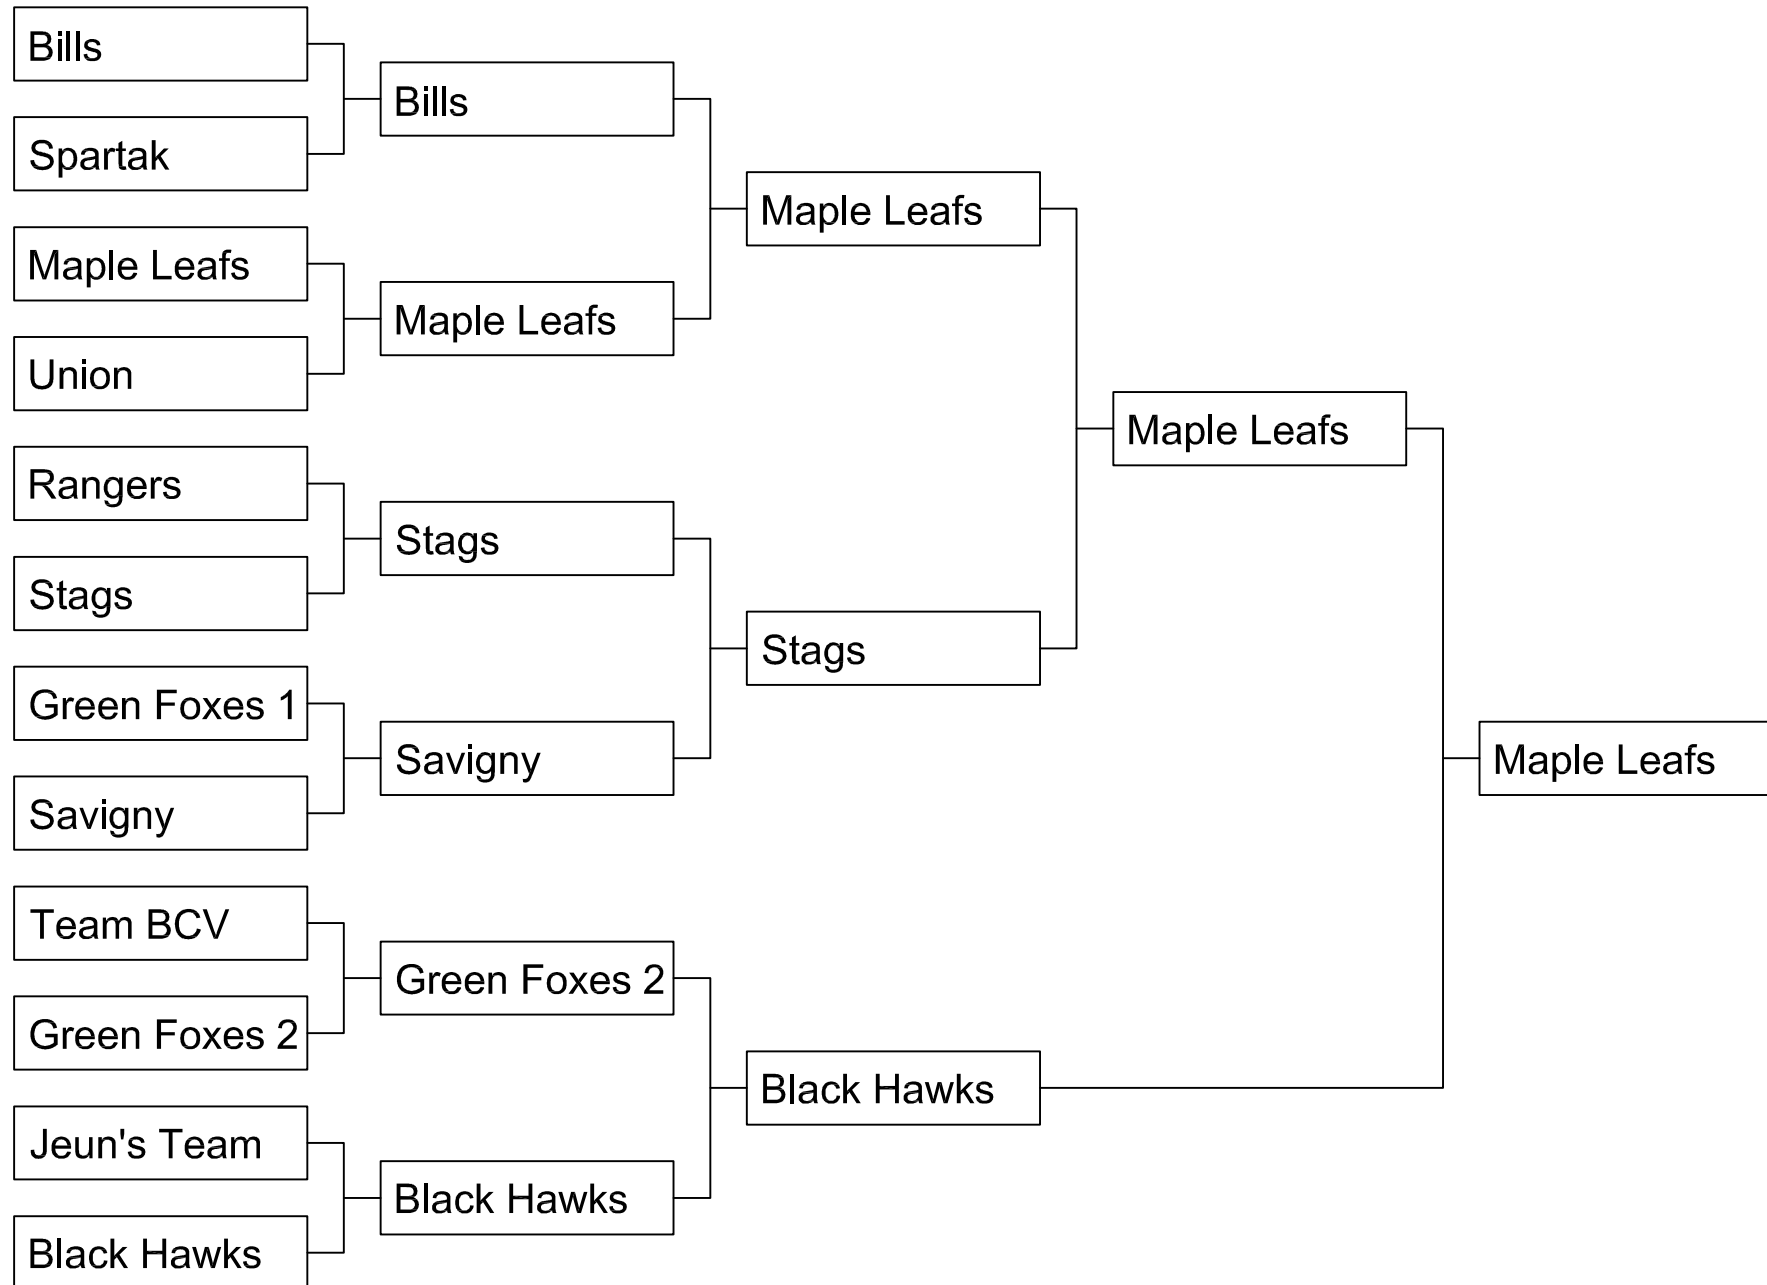 Bills
Spartak
Maple Leafs
Union
Rangers
Stags
Green Foxes 1
Savigny
Team BCV
Green Foxes 2
Jeun's Team
Black Hawks
Bills
Maple Leafs
Stags
Savigny
Green Foxes 2
Black Hawks
Maple Leafs
Stags
Black Hawks
Maple Leafs
Maple Leafs